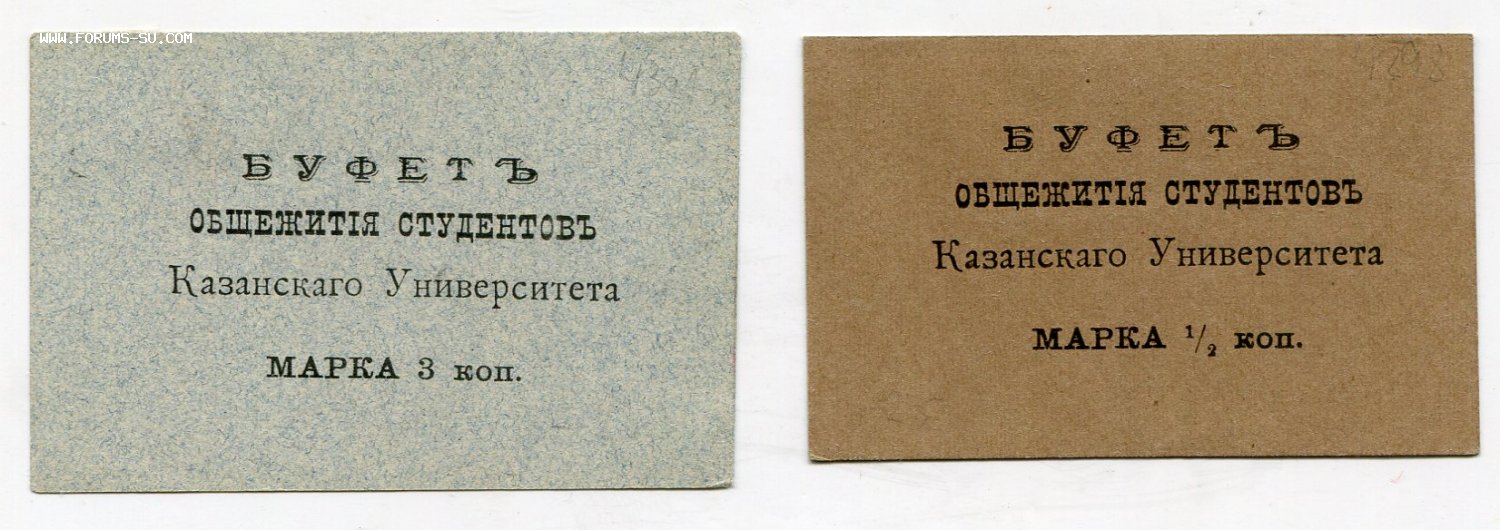 WWW.FORUMS-SU.COM
БУФЕТЪ
ОБЩЕЖИТІЯ СТУДЕНТОВЪ
Казанскаго Университета
МАРКА 3 коп.
БУФЕТЪ
ОБЩЕЖИТІЯ СТУДЕНТОВЪ
Казанскаго Университета
МАРКА 1/2 коп.